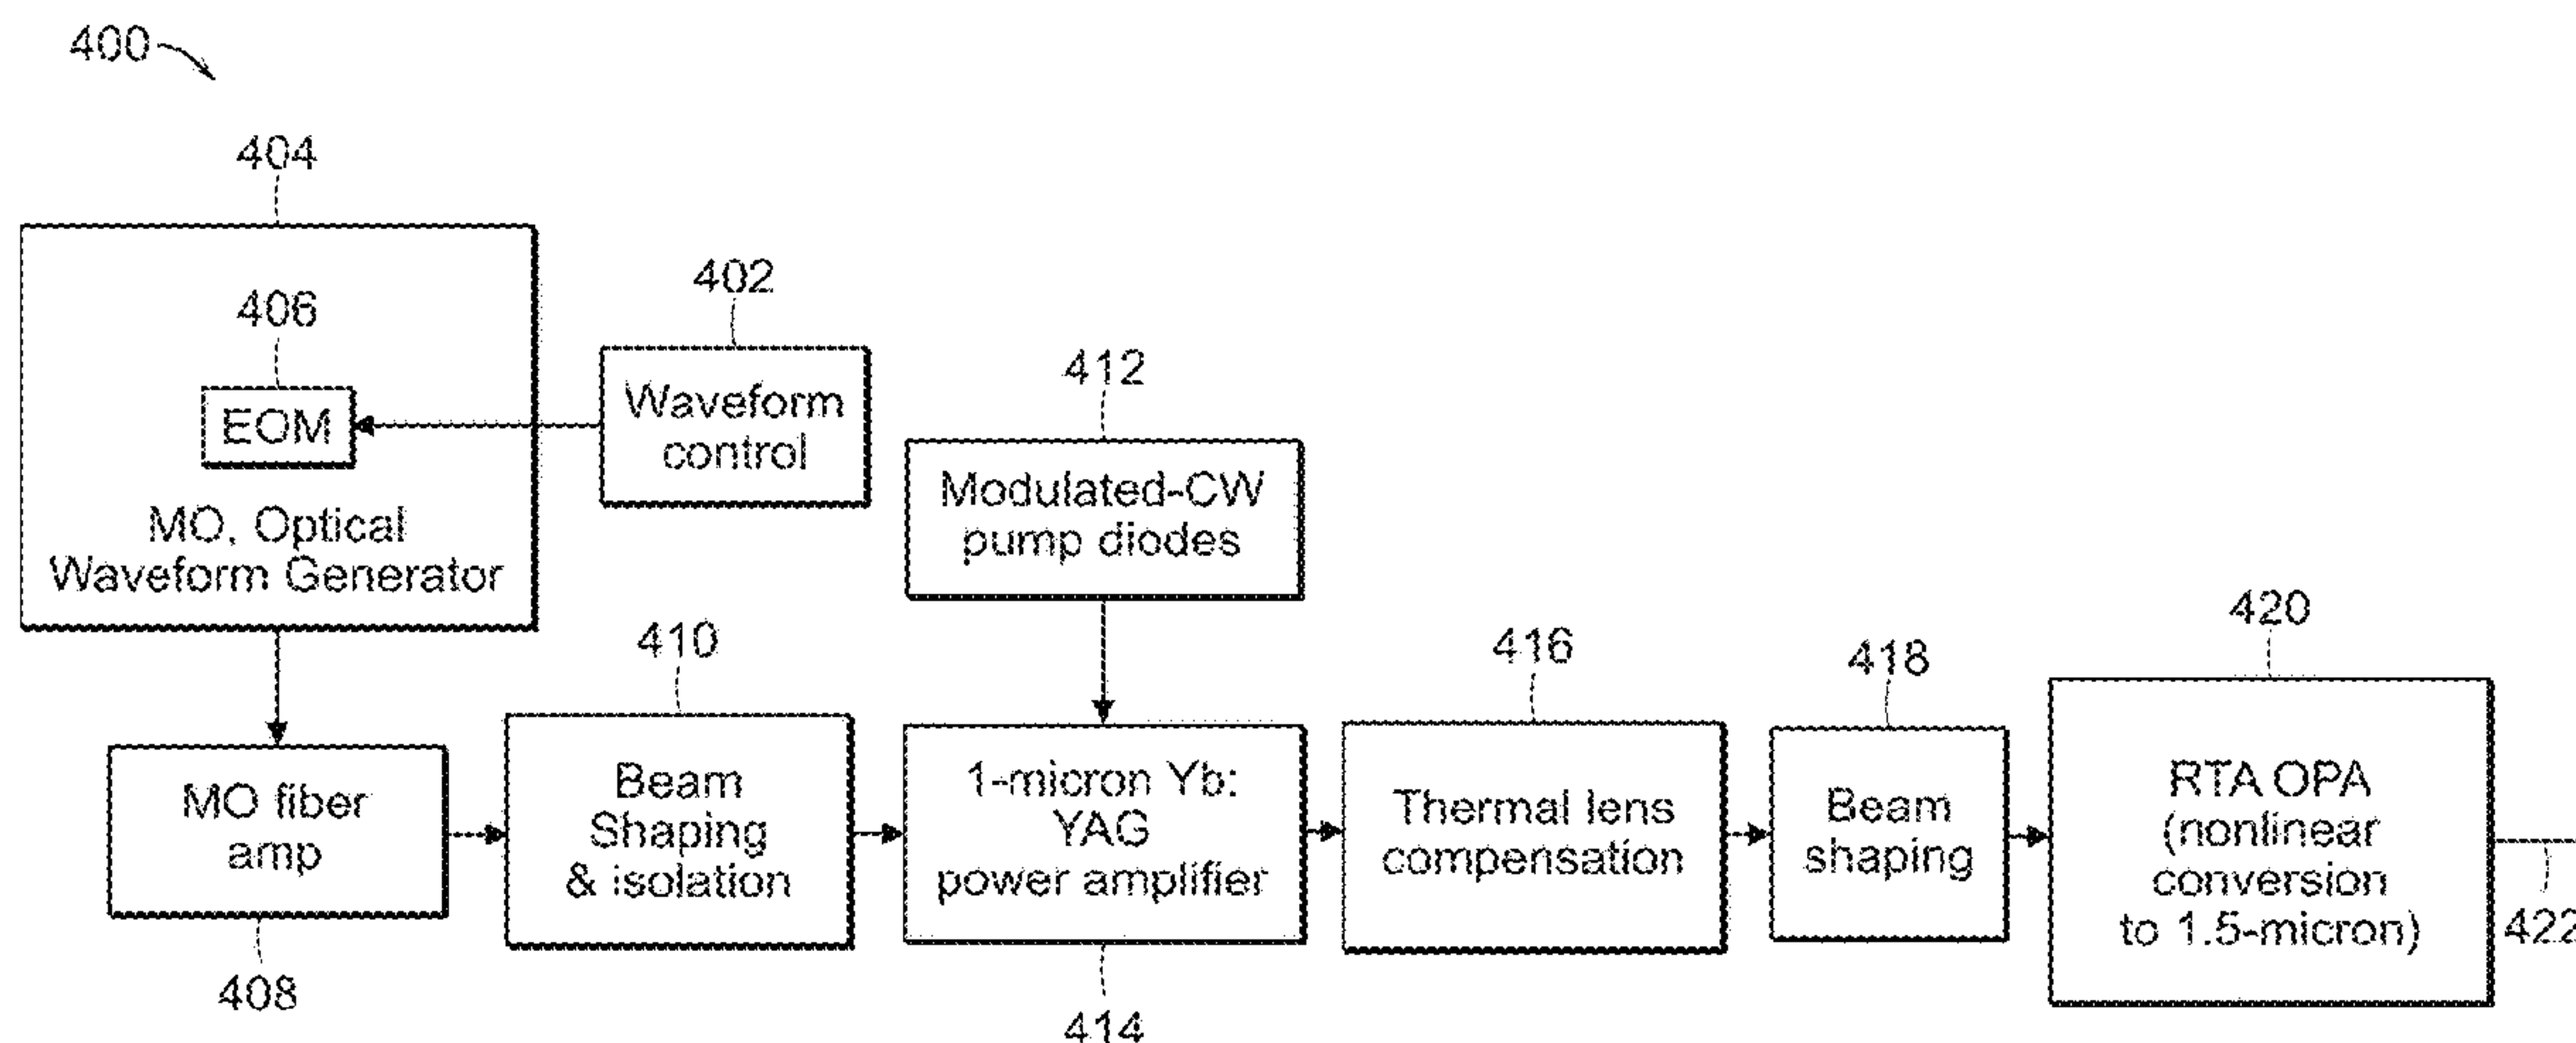 400
404
406
EOM
MO, Optical
Waveform Generator
402
Waveform
control
412
Modulated-CW
pump diodes
408
MO fiber
amp
410
Beam
Shaping
& isolation
1-micron Yb:
YAG
power amplifier
414
416
Thermal lens
compensation
418
Beam
shaping
420
RTA OPA
(nonlinear
conversion
to 1.5-micron)
422